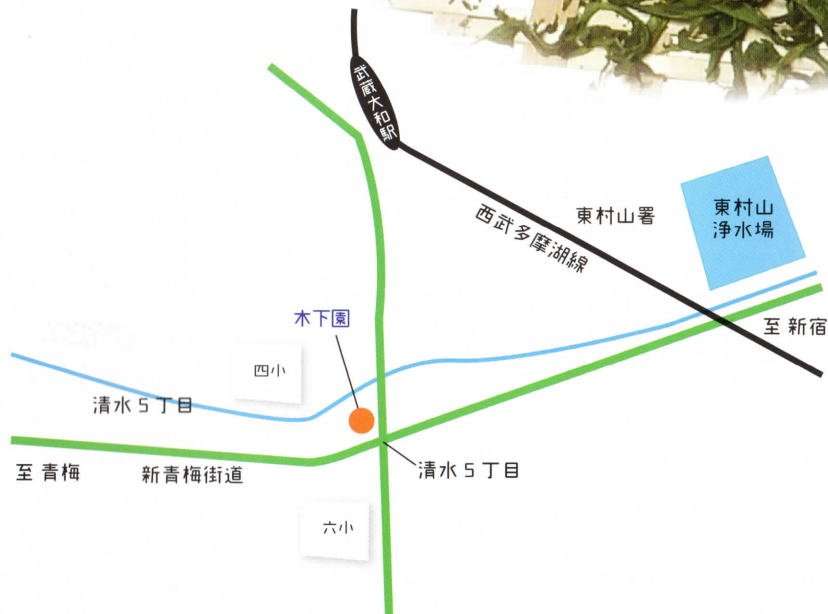 武蔵大和駅
東村山署
東村山
浄水場
西武多摩湖線
木下園
至 新宿
四小
清水5丁目
至 青梅
新青梅街道
清水5丁目
六小